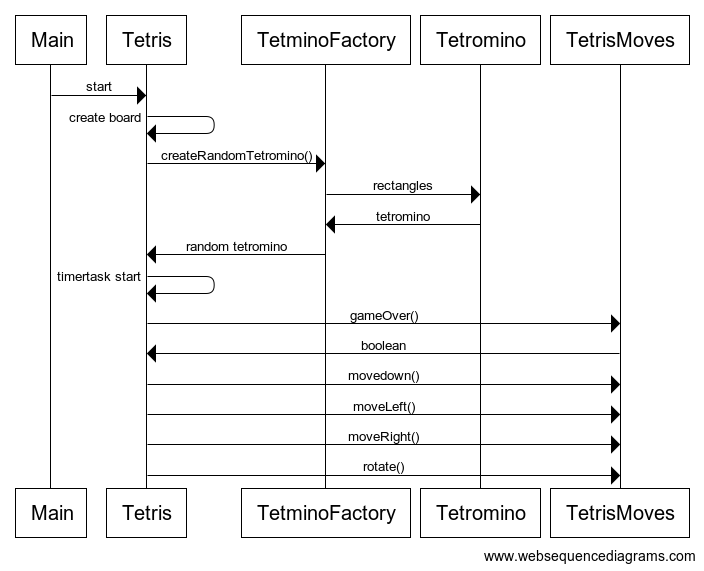 Main
Tetris
TetminoFactory
Tetromino
TetrisMoves
start
create board
createRandomTetromino()
rectangles
tetromino
random tetromino
timertask start
gameOver()
boolean
movedown()
moveLeft()
moveRight()
rotate()
Main
Tetris
TetminoFactory
Tetromino
TetrisMoves
www.websequencediagrams.com